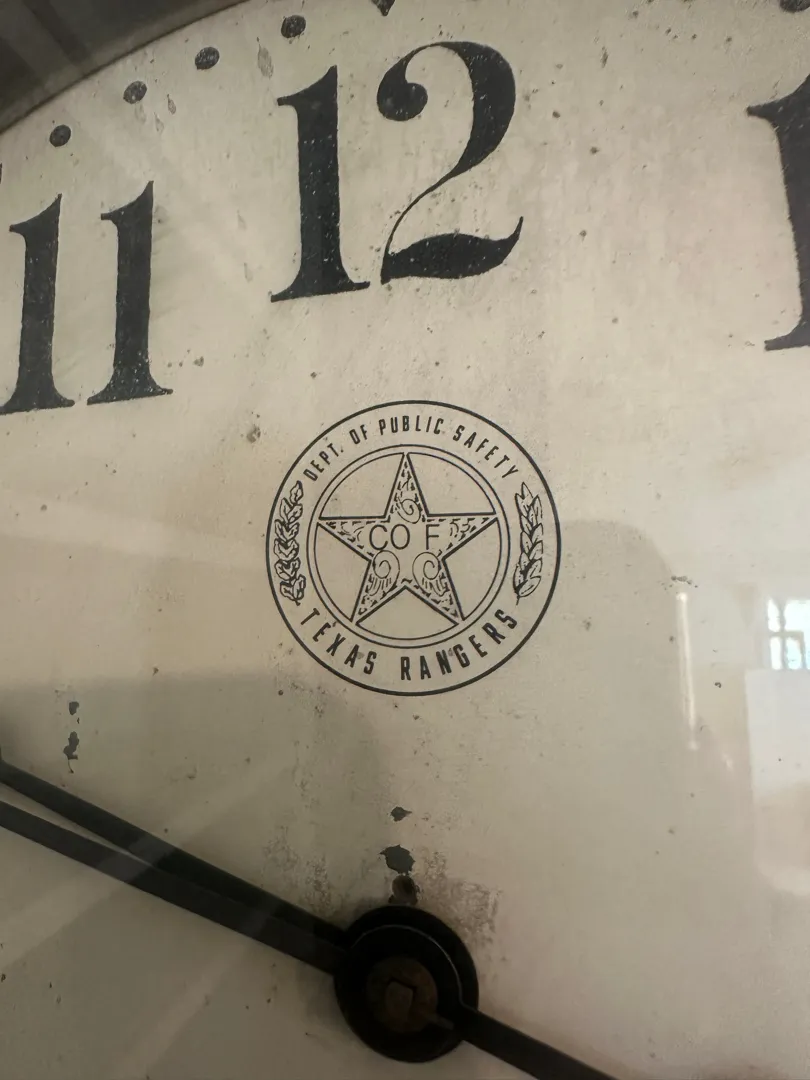 11
12
1
DEPT. OF PUBLIC SAFETY
CO F
TEXAS RANGERS